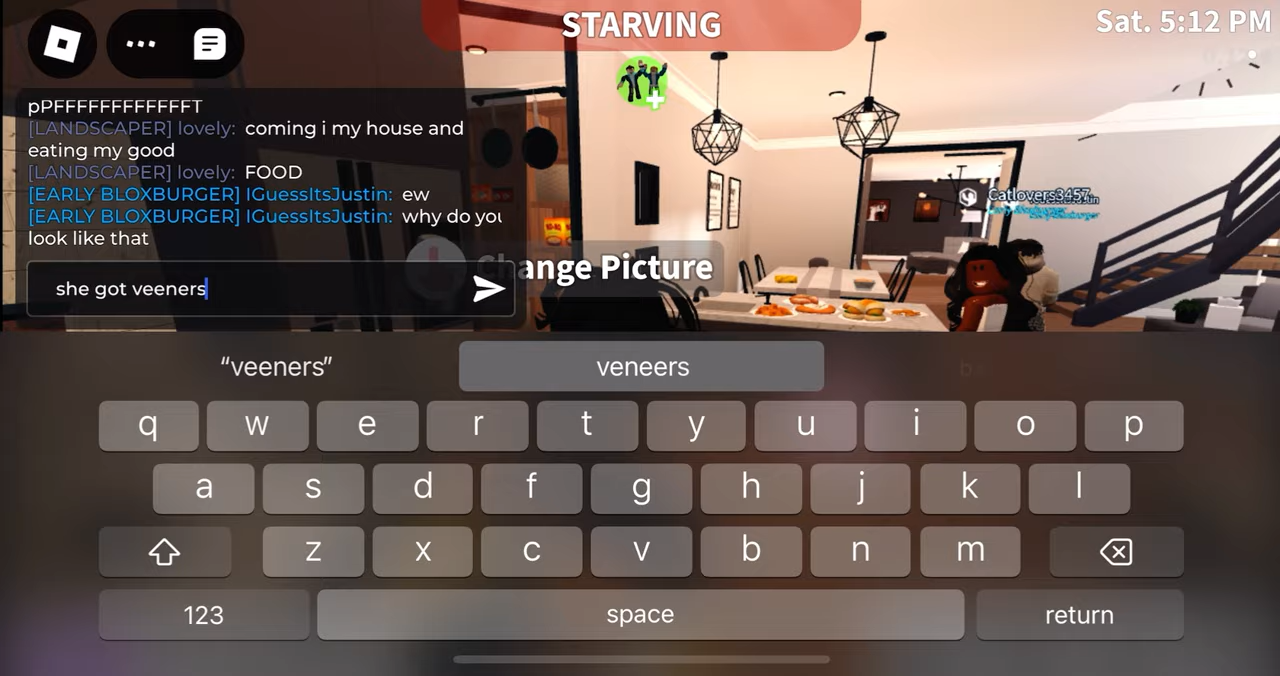 STARVING
Sat. 5:12 PM
pPFFFFFFFFFFFFT
[LANDSCAPER] lovely: coming i my house and
eating my good
[LANDSCAPER] lovely: FOOD
[EARLY BLOXBURGER] IGuessItsJustin: ew
[EARLY BLOXBURGER] IGuessItsJustin: why do you
look like that
she got veeners
Change Picture
Catlovers3457
“veeners” veneers
q w e r t y u i o p
a s d f g h j k l
z x c v b n m
123 space return